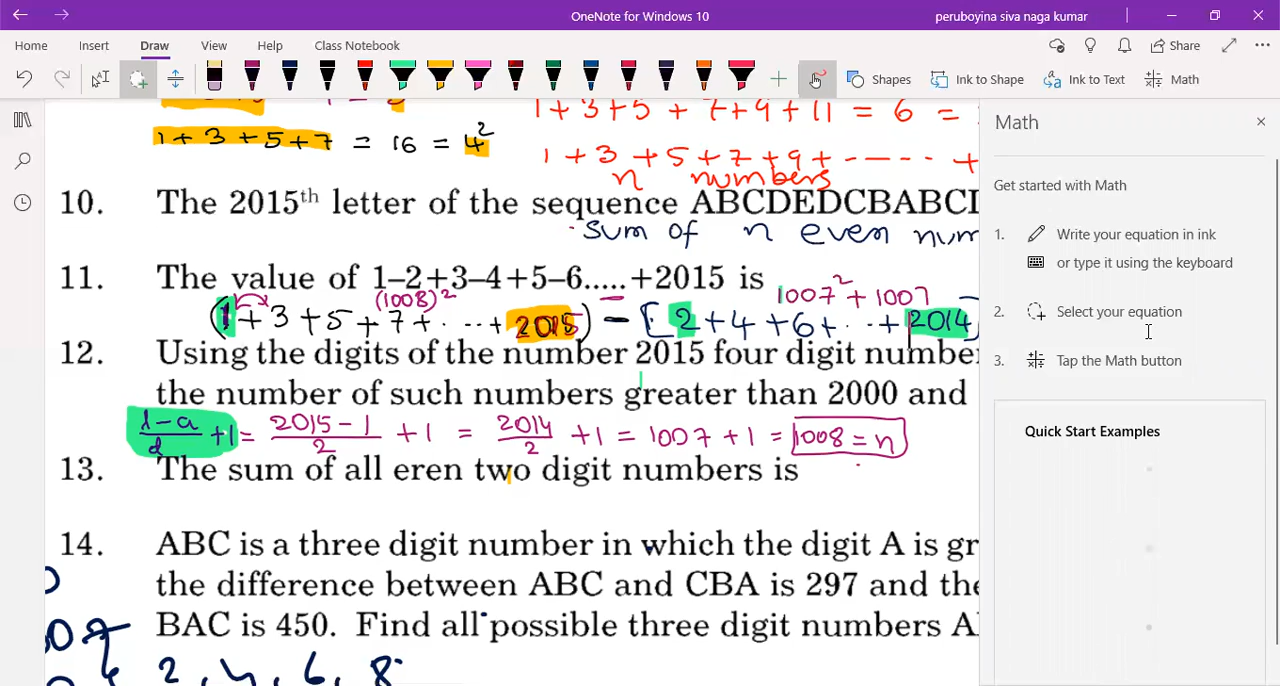 OneNote for Windows 10
peruboyina siva naga kumar
Home Insert Draw View Help Class Notebook
Share
Shapes Ink to Shape Ink to Text Math
1+3+5 + 7+9+11 = 6 =
1 + 3 + 5 + 7 = 16 = 4²
1 + 3 + 5 + 7 + 9 + ----- +
n numbers
10. The 2015th letter of the sequence ABCDEDCBABCD
sum of n even num
11. The value of 1–2+3–4+5–6.....+2015 is
(1008)² 1007² + 1007
(1 + 3 + 5 + 7 + ... + 2015) - [2 + 4 + 6 + ... + 2014]
12. Using the digits of the number 2015 four digit number
the number of such numbers greater than 2000 and
l-a/d + 1 = 2015-1/2 + 1 = 2014/2 + 1 = 1007 + 1 = 1008 = n
13. The sum of all eren two digit numbers is
14. ABC is a three digit number in which the digit A is gr
the difference between ABC and CBA is 297 and the
BAC is 450. Find all possible three digit numbers A
2, 4, 6, 8
Math
Get started with Math
1. Write your equation in ink
or type it using the keyboard
2. Select your equation
3. Tap the Math button
Quick Start Examples